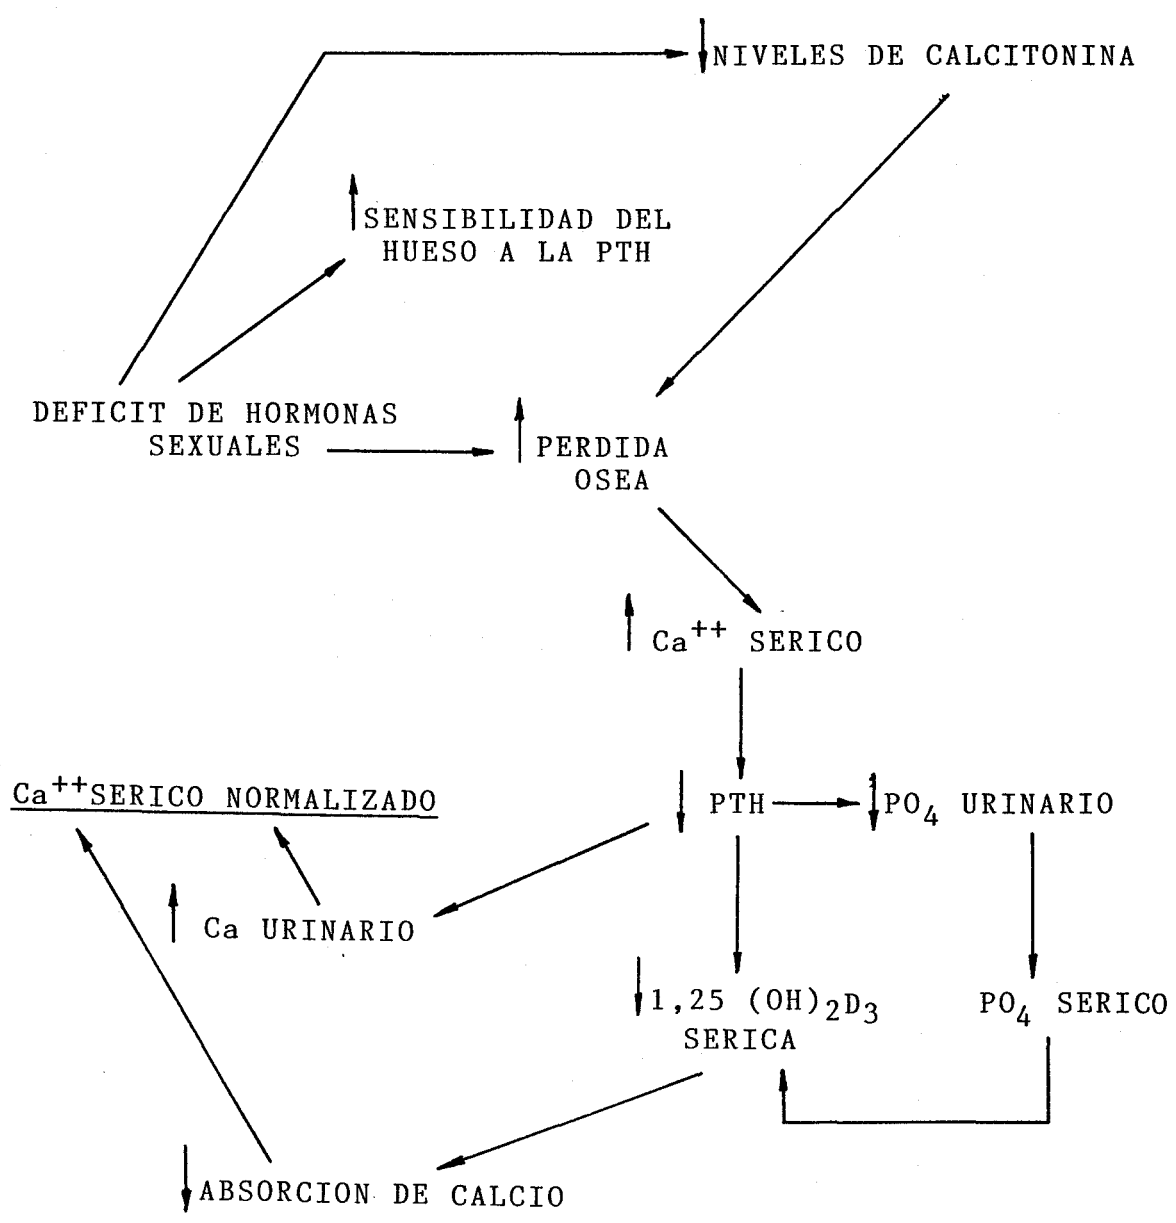 ↓NIVELES DE CALCITONINA
↑SENSIBILIDAD DEL
HUESO A LA PTH
DEFICIT DE HORMONAS
SEXUALES
↑ PERDIDA
OSEA
↑ Ca++ SERICO
Ca++SERICO NORMALIZADO
↓ PTH
↕PO4 URINARIO
↑ Ca URINARIO
↓1,25 (OH)2D3
SERICA
PO4 SERICO
↓ABSORCION DE CALCIO